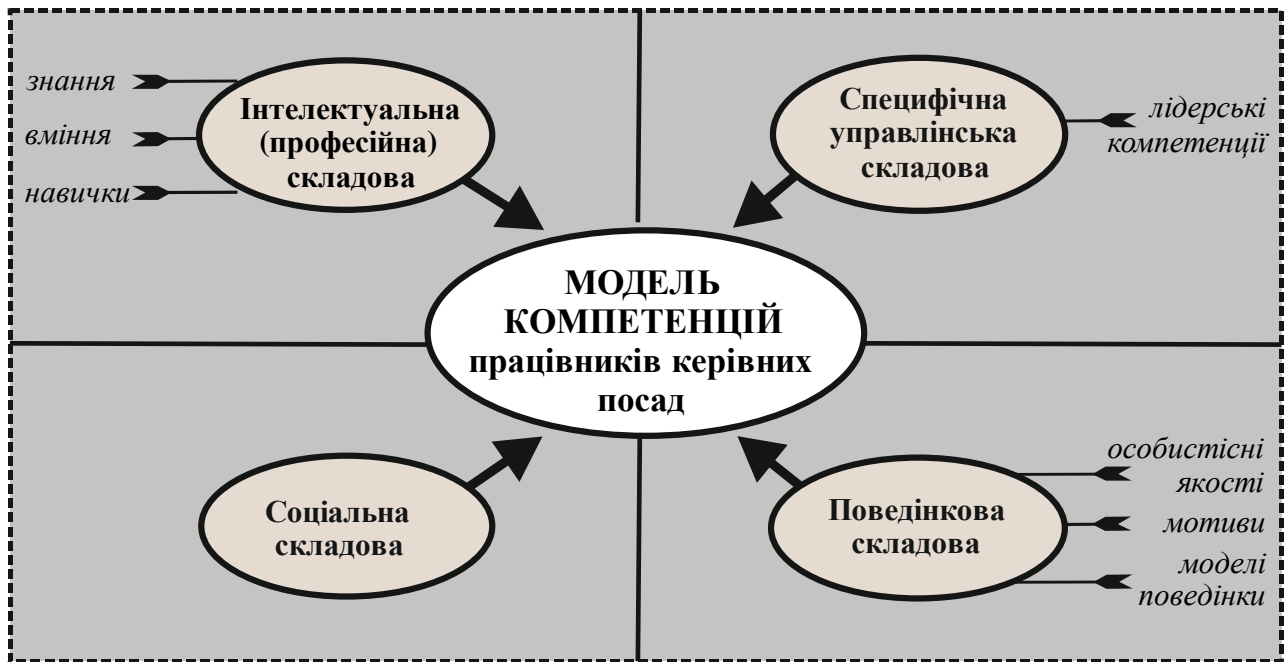 знання
вміння
навички
Інтелектуальна
(професійна)
складова
Специфічна
управлінська
складова
лідерські
компетенції
МОДЕЛЬ
КОМПЕТЕНЦІЙ
працівників керівних
посад
Соціальна
складова
Поведінкова
складова
особистісні
якості
мотиви
моделі
поведінки